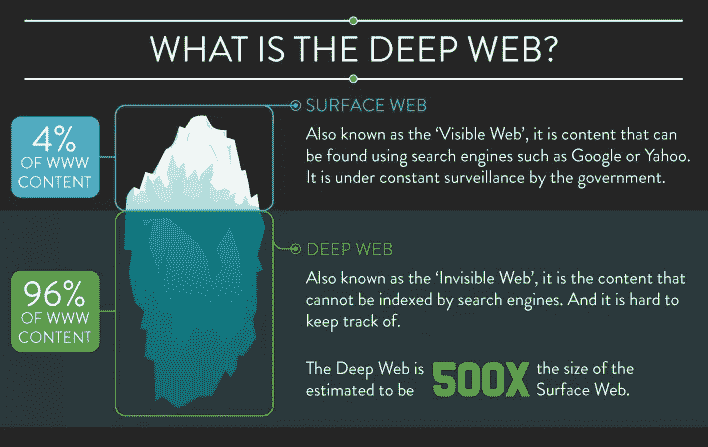 WHAT IS THE DEEP WEB?
SURFACE WEB
4%
OF WWW
CONTENT
Also known as the ‘Visible Web’, it is content that can
be found using search engines such as Google or Yahoo.
It is under constant surveillance by the government.
DEEP WEB
96%
OF WWW
CONTENT
Also known as the ‘Invisible Web’, it is the content that
cannot be indexed by search engines. And it is hard to
keep track of.
The Deep Web is
estimated to be
500X
the size of the
Surface Web.